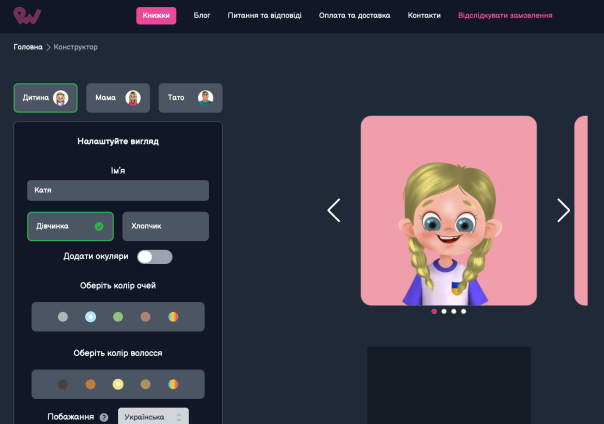 Книжки Блог Питання та відповіді Оплата та доставка Контакти Відслідкувати замовлення
Головна > Конструктор
Дитина Мама Тато
Налаштуйте вигляд
Ім'я
Катя
Дівчинка Хлопчик
Додати окуляри
Оберіть колір очей
Оберіть колір волосся
Побажання ? Українська